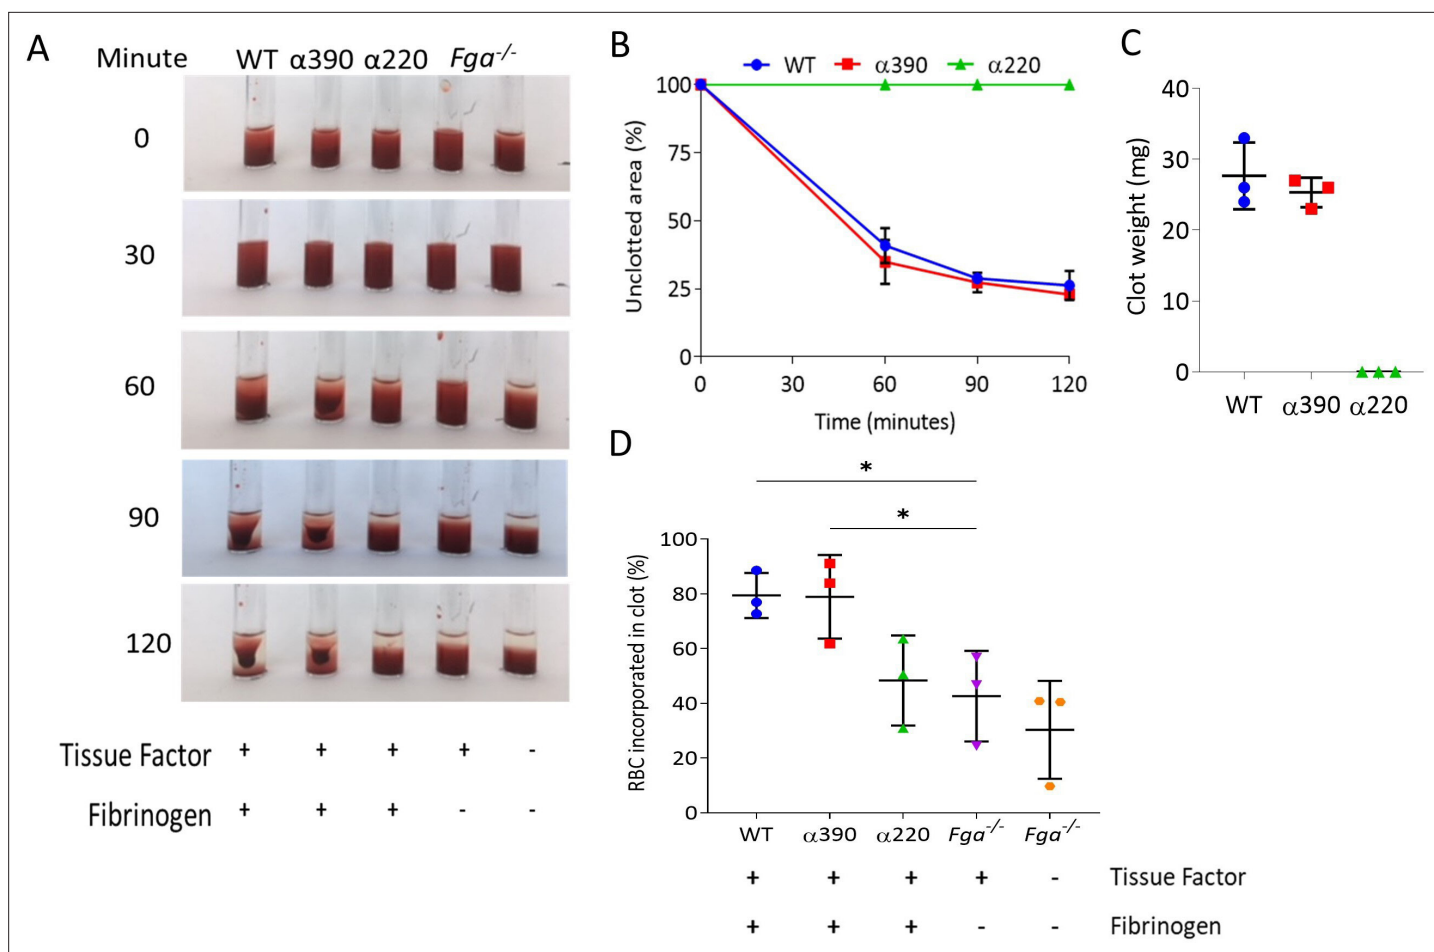 A
Minute WT α390 α220 Fga-/-
0
30
60
90
120
Tissue Factor + + + + -
Fibrinogen + + + - -
B
WT α390 α220
Unclotted area (%)
100
75
50
25
0
0 30 60 90 120
Time (minutes)
C
Clot weight (mg)
40
30
20
10
0
WT α390 α220
D
*
*
RBC incorporated in clot (%)
100
80
60
40
20
0
WT α390 α220 Fga-/- Fga-/-
+ + + + - Tissue Factor
+ + + - - Fibrinogen